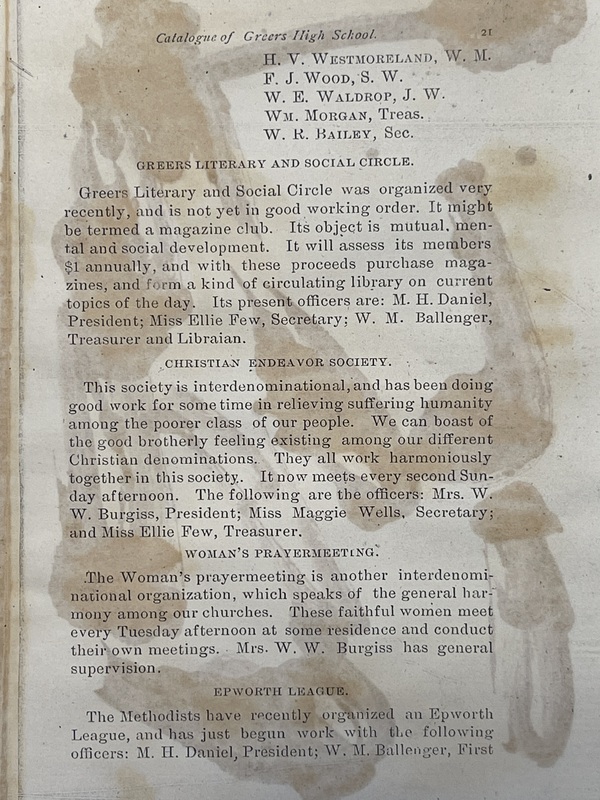 Catalogue of Greers High School. 21
H. V. WESTMORELAND, W. M.
F. J. WOOD, S. W.
W. E. WALDROP, J. W.
WM. MORGAN, Treas.
W. R. BAILEY, Sec.
GREERS LITERARY AND SOCIAL CIRCLE.
Greers Literary and Social Circle was organized very
recently, and is not yet in good working order. It might
be termed a magazine club. Its object is mutual, men-
tal and social development. It will assess its members
$1 annually, and with these proceeds purchase maga-
zines, and form a kind of circulating library on current
topics of the day. Its present officers are: M. H. Daniel,
President; Miss Ellie Few, Secretary; W. M. Ballenger,
Treasurer and Libraian.
CHRISTIAN ENDEAVOR SOCIETY.
This society is interdenominational, and has been doing
good work for some time in relieving suffering humanity
among the poorer class of our people. We can boast of
the good brotherly feeling existing among our different
Christian denominations. They all work harmoniously
together in this society. It now meets every second Sun-
day afternoon. The following are the officers: Mrs. W.
W. Burgiss, President; Miss Maggie Wells, Secretary;
and Miss Ellie Few, Treasurer.
WOMAN'S PRAYERMEETING.
The Woman's prayermeeting is another interdenomi-
national organization, which speaks of the general har-
mony among our churches. These faithful women meet
every Tuesday afternoon at some residence and conduct
their own meetings. Mrs. W. W. Burgiss has general
supervision.
EPWORTH LEAGUE.
The Methodists have recently organized an Epworth
League, and has just begun work with the following
officers: M. H. Daniel, President; W. M. Ballenger, First